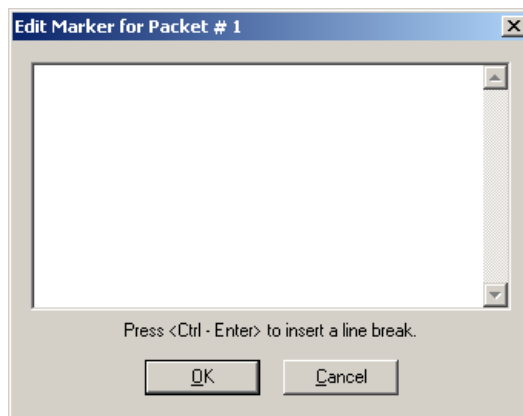 Edit Marker for Packet # 1
Press <Ctrl - Enter> to insert a line break.
OK
Cancel